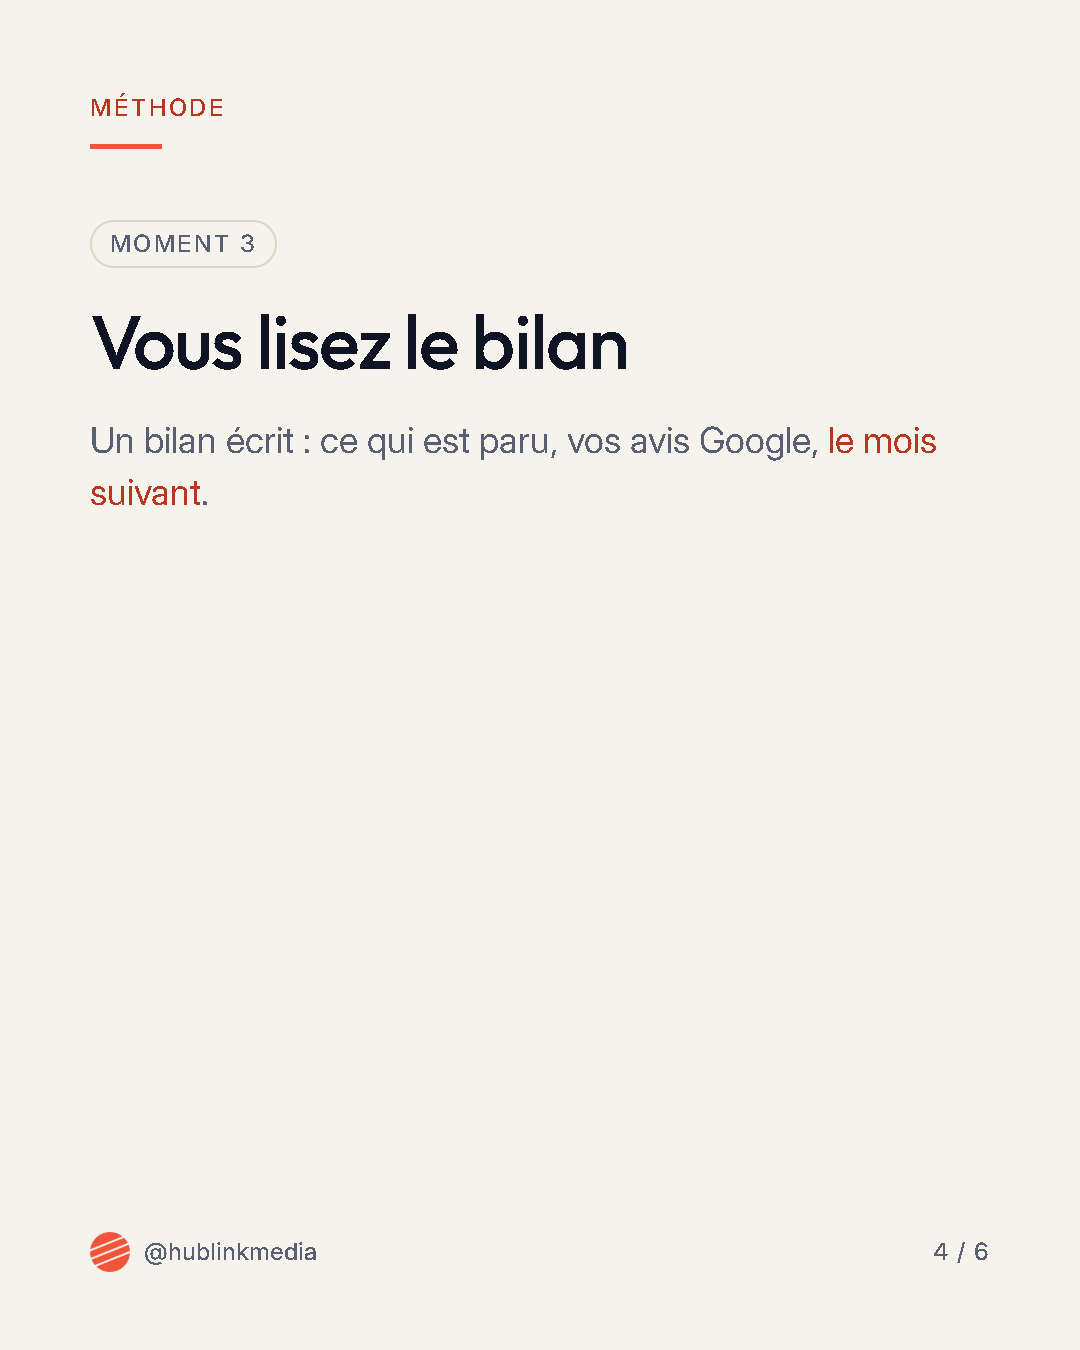 MÉTHODE
MOMENT 3
Vous lisez le bilan
Un bilan écrit : ce qui est paru, vos avis Google, le mois
suivant.
@hublinkmedia
4 / 6